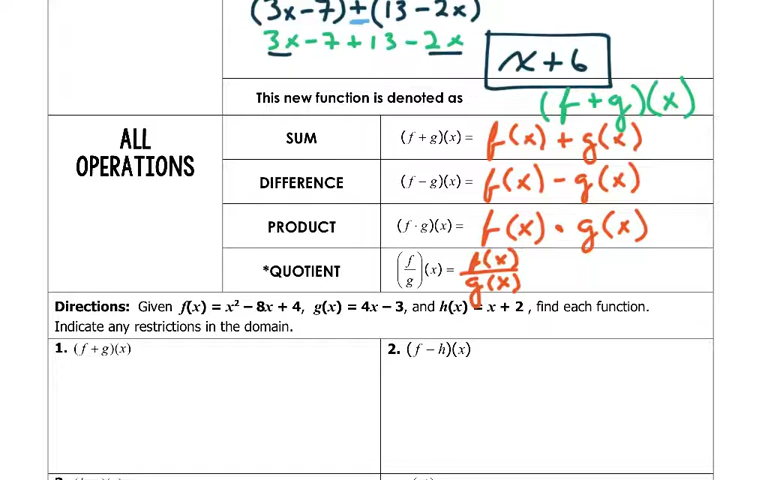 (3x-7)+(13-2x)
3x-7+13-2x
x+6
This new function is denoted as (f+g)(x)
ALL OPERATIONS
SUM (f + g)(x) = f(x)+g(x)
DIFFERENCE (f − g)(x) = f(x)-g(x)
PRODUCT (f · g)(x) = f(x)·g(x)
*QUOTIENT (f/g)(x) = f(x)/g(x)
Directions: Given f(x) = x² − 8x + 4, g(x) = 4x − 3, and h(x) = x + 2 , find each function.
Indicate any restrictions in the domain.
1. (f + g)(x)
2. (f − h)(x)